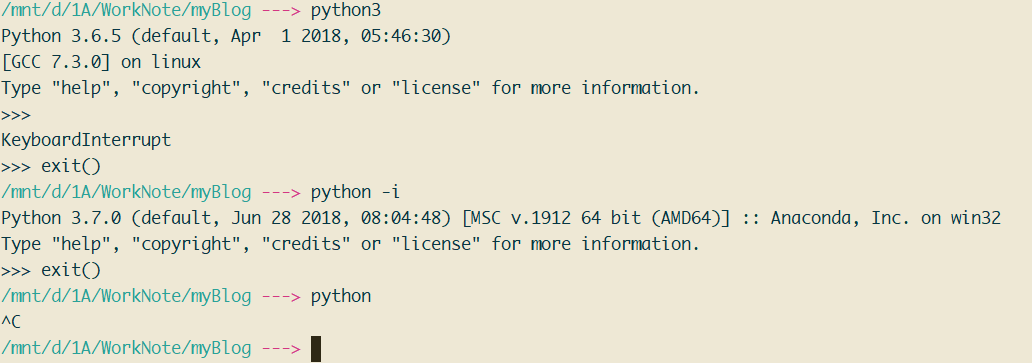 /mnt/d/1A/WorkNote/myBlog ---> python3
Python 3.6.5 (default, Apr  1 2018, 05:46:30)
[GCC 7.3.0] on linux
Type "help", "copyright", "credits" or "license" for more information.
>>>
KeyboardInterrupt
>>> exit()
/mnt/d/1A/WorkNote/myBlog ---> python -i
Python 3.7.0 (default, Jun 28 2018, 08:04:48) [MSC v.1912 64 bit (AMD64)] :: Anaconda, Inc. on win32
Type "help", "copyright", "credits" or "license" for more information.
>>> exit()
/mnt/d/1A/WorkNote/myBlog ---> python
^C
/mnt/d/1A/WorkNote/myBlog --->